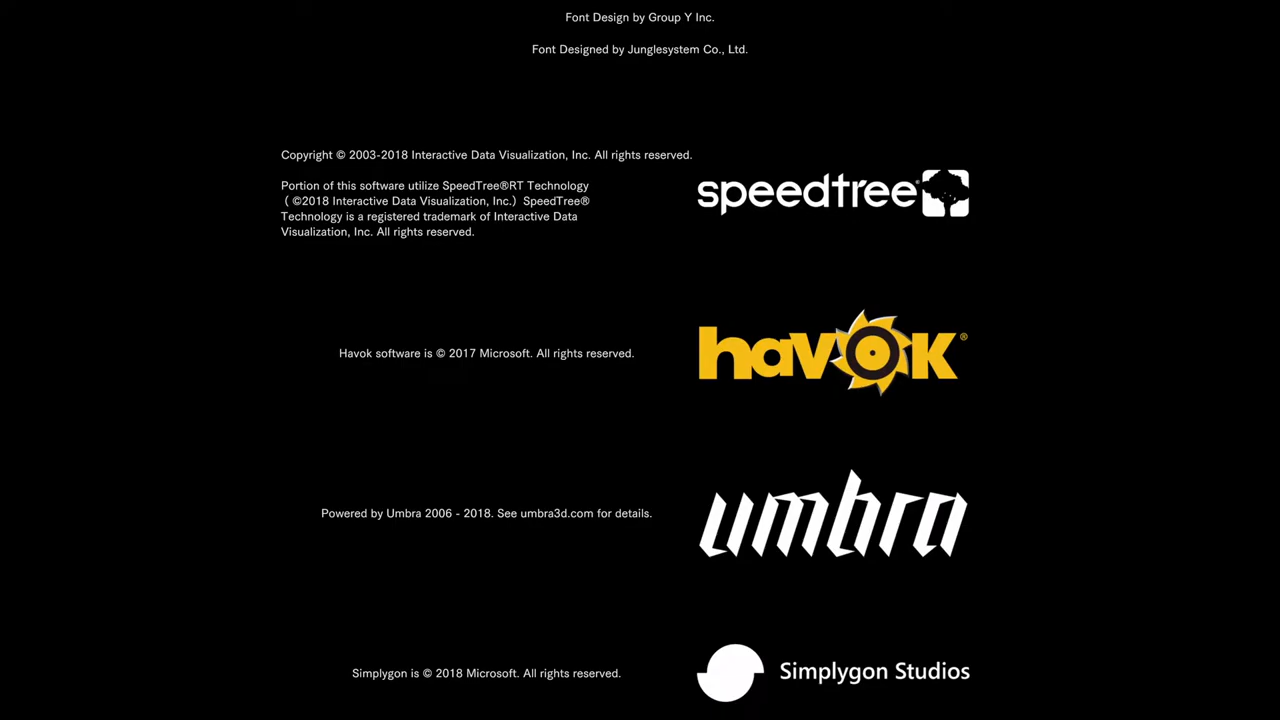 Font Design by Group Y Inc.
Font Designed by Junglesystem Co., Ltd.
Copyright © 2003-2018 Interactive Data Visualization, Inc. All rights reserved.
Portion of this software utilize SpeedTree®RT Technology
( ©2018 Interactive Data Visualization, Inc.) SpeedTree®
Technology is a registered trademark of Interactive Data
Visualization, Inc. All rights reserved.
speedtree®
Havok software is © 2017 Microsoft. All rights reserved.
havok®
Powered by Umbra 2006 - 2018. See umbra3d.com for details.
umbra
Simplygon is © 2018 Microsoft. All rights reserved.
Simplygon Studios